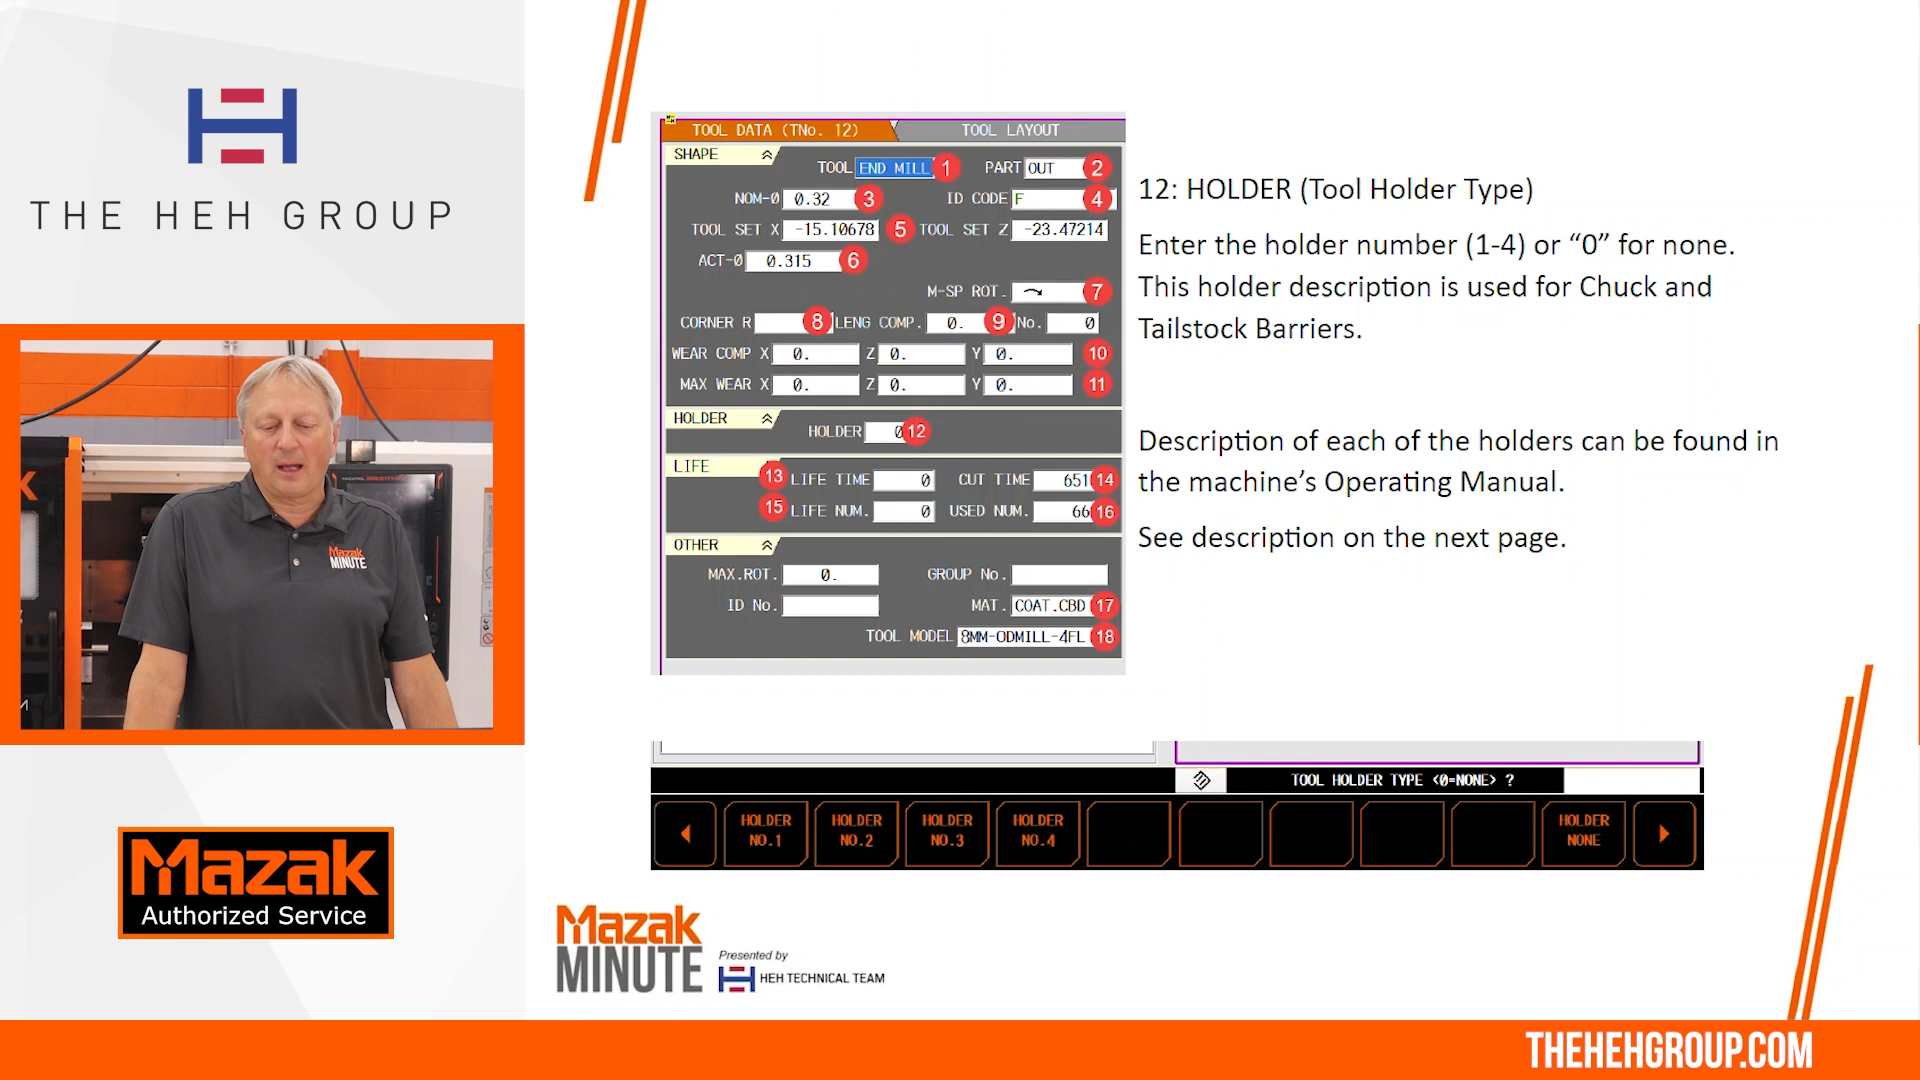 THE HEH GROUP
Mazak
MINUTE
Mazak
Authorized Service
TOOL DATA (TNo. 12)
TOOL LAYOUT
SHAPE
TOOL END MILL 1 PART OUT 2
NOM-Ø 0.32 3 ID CODE F 4
TOOL SET X -15.10678 5 TOOL SET Z -23.47214
ACT-Ø 0.315 6
M-SP ROT. 7
CORNER R 8 LENG COMP. 0. 9 No. 0
WEAR COMP X 0. Z 0. Y 0. 10
MAX WEAR X 0. Z 0. Y 0. 11
HOLDER
HOLDER 0 12
LIFE
13 LIFE TIME 0 CUT TIME 651 14
15 LIFE NUM. 0 USED NUM. 66 16
OTHER
MAX.ROT. 0. GROUP No.
ID No. MAT. COAT.CBD 17
TOOL MODEL 8MM-ODMILL-4FL 18
12: HOLDER (Tool Holder Type)
Enter the holder number (1-4) or “0” for none.
This holder description is used for Chuck and
Tailstock Barriers.
Description of each of the holders can be found in
the machine’s Operating Manual.
See description on the next page.
TOOL HOLDER TYPE <0=NONE> ?
HOLDER NO.1
HOLDER NO.2
HOLDER NO.3
HOLDER NO.4
HOLDER NONE
Mazak
MINUTE
Presented by
HEH TECHNICAL TEAM
THEHEHGROUP.COM